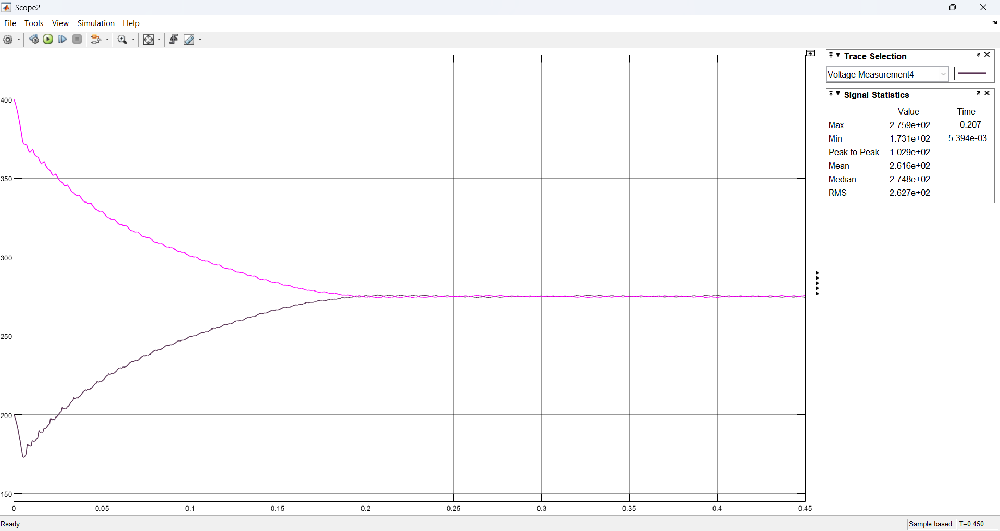 Scope2
File Tools View Simulation Help
Trace Selection
Voltage Measurement4
Signal Statistics
Value Time
Max 2.759e+02 0.207
Min 1.731e+02 5.394e-03
Peak to Peak 1.029e+02
Mean 2.616e+02
Median 2.748e+02
RMS 2.627e+02
400
350
300
250
200
150
0 0.05 0.1 0.15 0.2 0.25 0.3 0.35 0.4 0.45
Ready Sample based T=0.450